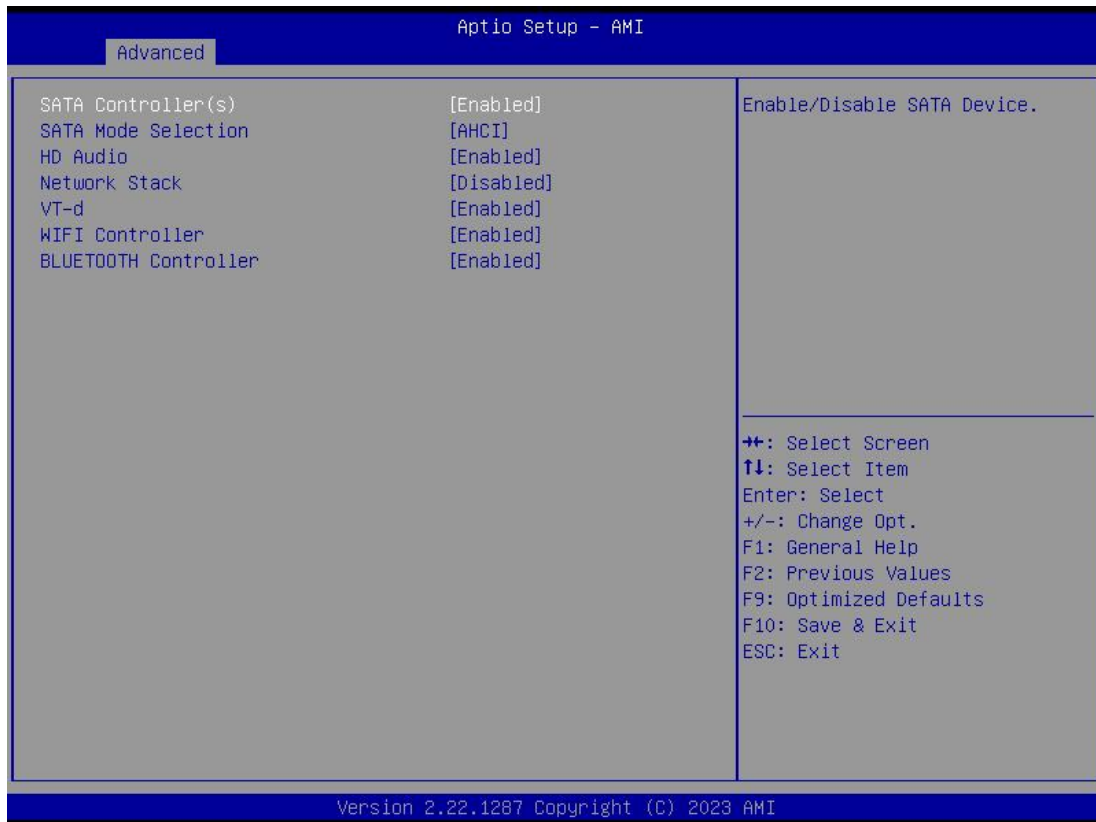 Aptio Setup – AMI
Advanced
SATA Controller(s) [Enabled]
SATA Mode Selection [AHCI]
HD Audio [Enabled]
Network Stack [Disabled]
VT-d [Enabled]
WIFI Controller [Enabled]
BLUETOOTH Controller [Enabled]
Enable/Disable SATA Device.
→←: Select Screen
↑↓: Select Item
Enter: Select
+/-: Change Opt.
F1: General Help
F2: Previous Values
F9: Optimized Defaults
F10: Save & Exit
ESC: Exit
Version 2.22.1287 Copyright (C) 2023 AMI